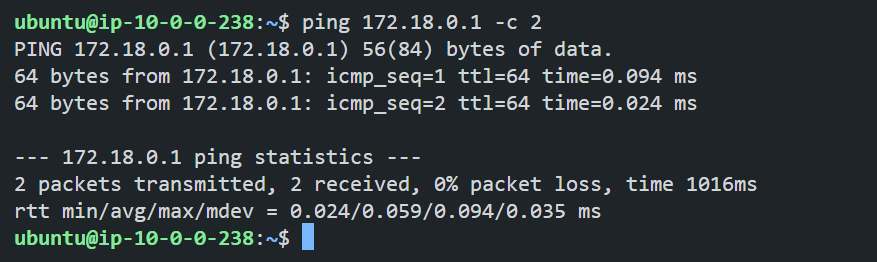 ubuntu@ip-10-0-0-238:~$ ping 172.18.0.1 -c 2
PING 172.18.0.1 (172.18.0.1) 56(84) bytes of data.
64 bytes from 172.18.0.1: icmp_seq=1 ttl=64 time=0.094 ms
64 bytes from 172.18.0.1: icmp_seq=2 ttl=64 time=0.024 ms

--- 172.18.0.1 ping statistics ---
2 packets transmitted, 2 received, 0% packet loss, time 1016ms
rtt min/avg/max/mdev = 0.024/0.059/0.094/0.035 ms
ubuntu@ip-10-0-0-238:~$